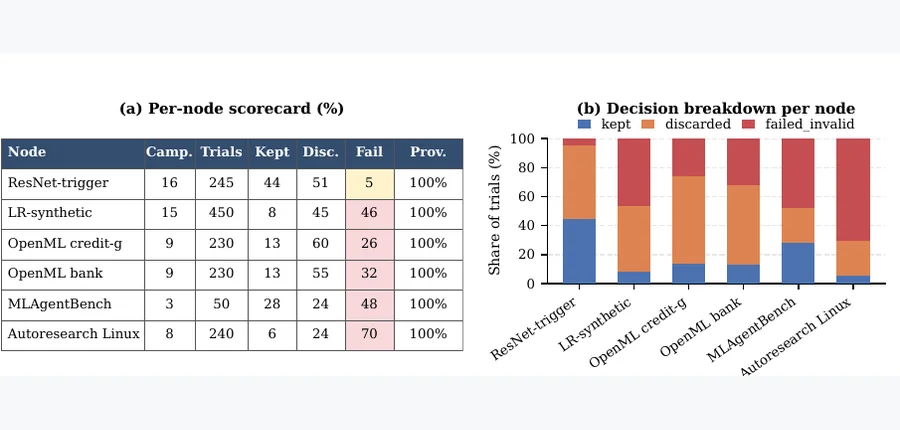 (a) Per-node scorecard (%)
Node Camp. Trials Kept Disc. Fail Prov.
ResNet-trigger 16 245 44 51 5 100%
LR-synthetic 15 450 8 45 46 100%
OpenML credit-g 9 230 13 60 26 100%
OpenML bank 9 230 13 55 32 100%
MLAgentBench 3 50 28 24 48 100%
Autoresearch Linux 8 240 6 24 70 100%
(b) Decision breakdown per node
kept discarded failed_invalid
Share of trials (%)
100
80
60
40
20
0
ResNet-trigger
LR-synthetic
OpenML credit-g
OpenML bank
MLAgentBench
Autoresearch Linux